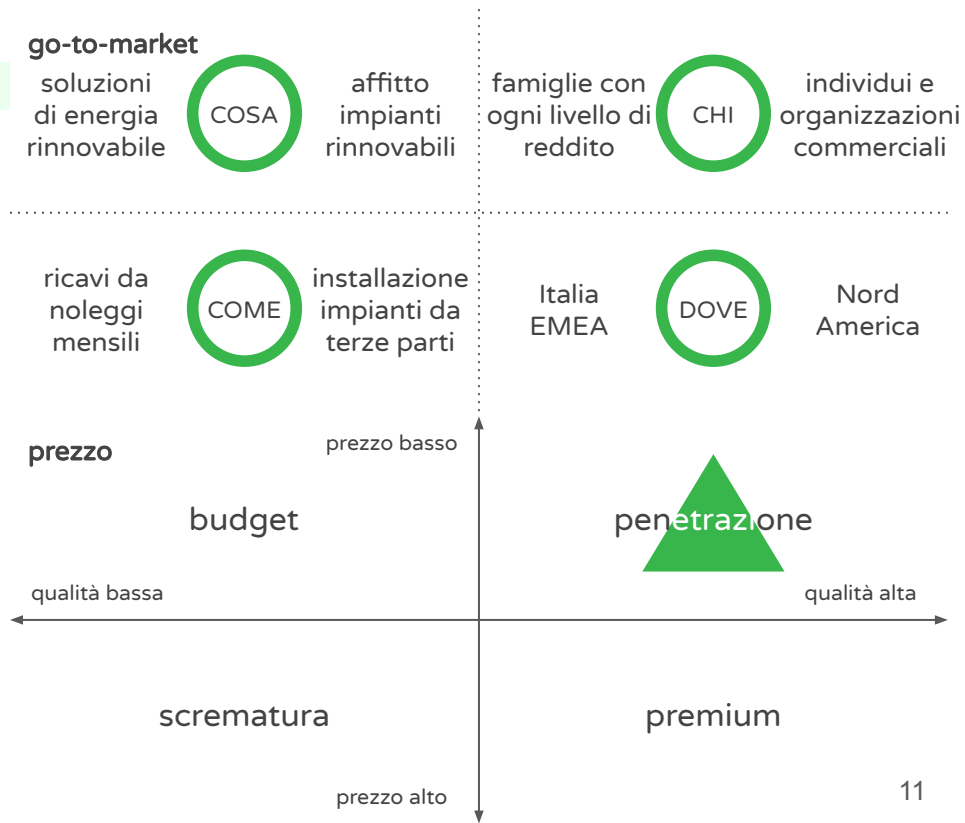 go-to-market
soluzioni
di energia
rinnovabile
COSA
affitto
impianti
rinnovabili
famiglie con
ogni livello di
reddito
CHI
individui e
organizzazioni
commerciali
ricavi da
noleggi
mensili
COME
installazione
impianti da
terze parti
Italia
EMEA
DOVE
Nord
America
prezzo
prezzo basso
budget
penetrazione
qualità bassa
qualità alta
scrematura
premium
prezzo alto
11